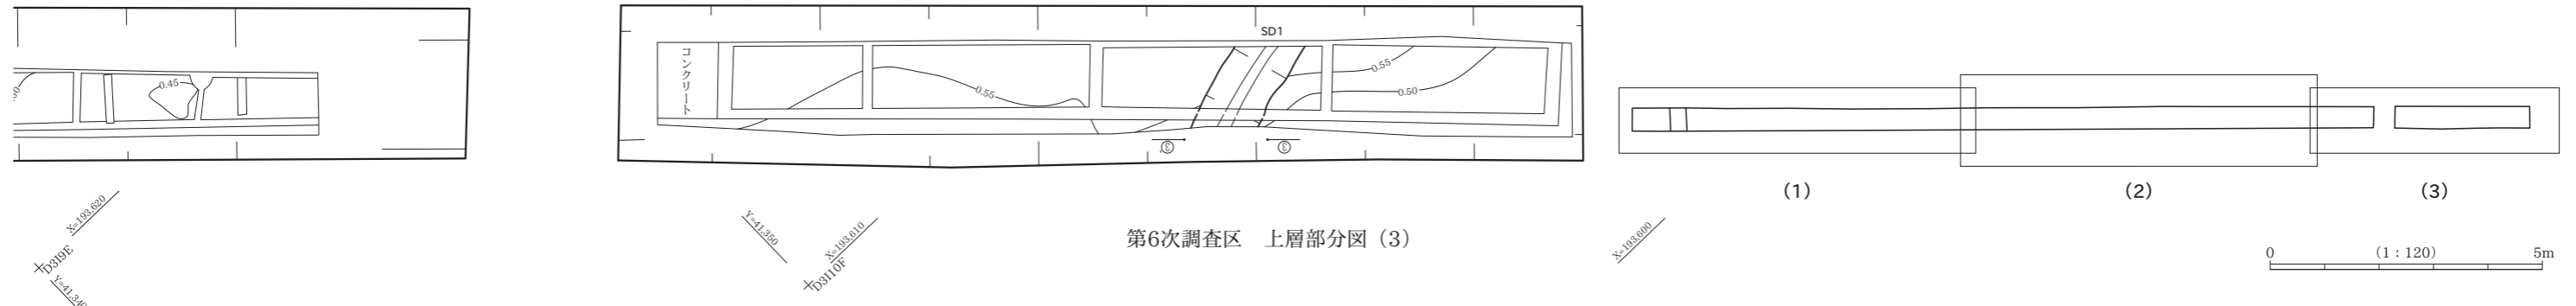 SD1
コンクリート
0.45
0.55
0.55
0.50
③
③
(1)
(2)
(3)
X=193,620
D3I9E
Y=41,340
Y=41,350
X=193,610
D3I10F
第6次調査区　上層部分図（3）
X=193,600
0 （1：120） 5m